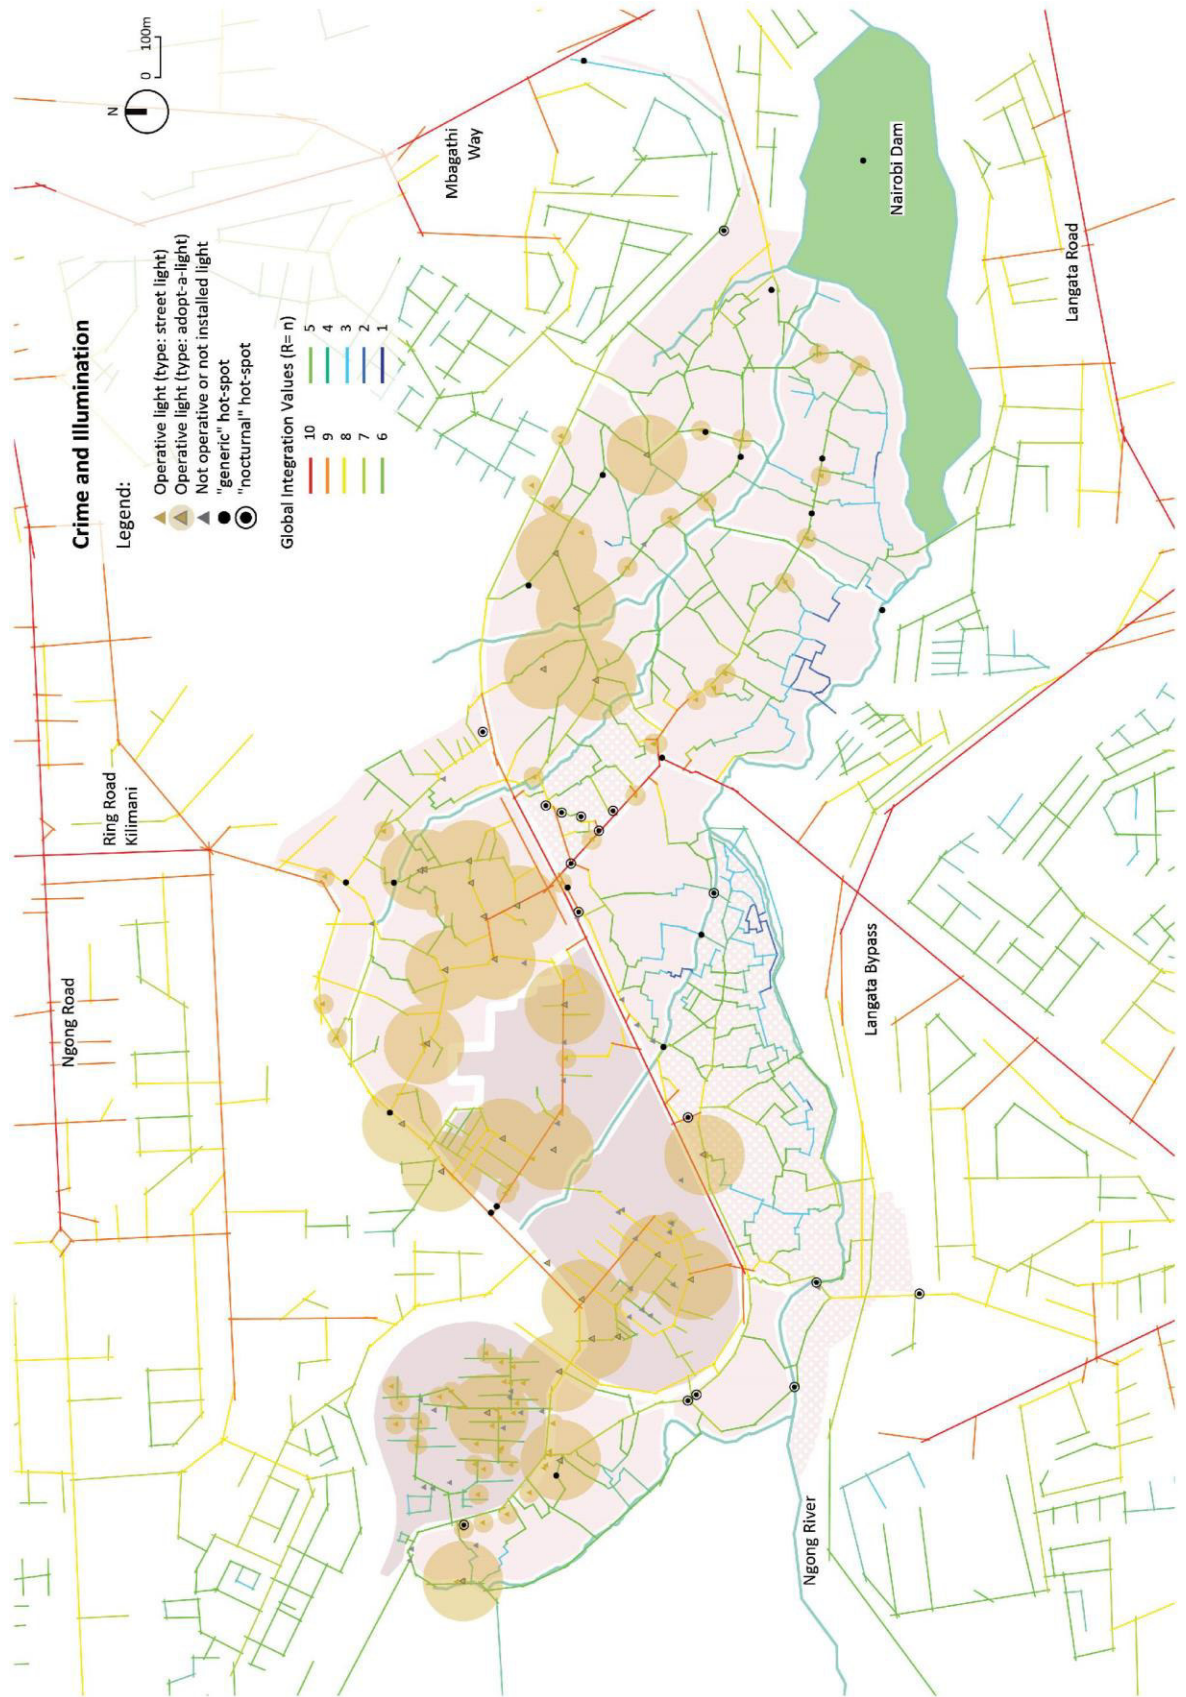 Crime and Illumination
Legend:
Operative light (type: street light)
Operative light (type: adopt-a-light)
Not operative or not installed light
"generic" hot-spot
"nocturnal" hot-spot
Global Integration Values (R= n)
10 5
9 4
8 3
7 2
6 1
N
0 100m
Ngong Road
Ring Road
Kilimani
Mbagathi
Way
Nairobi Dam
Langata Road
Langata Bypass
Ngong River